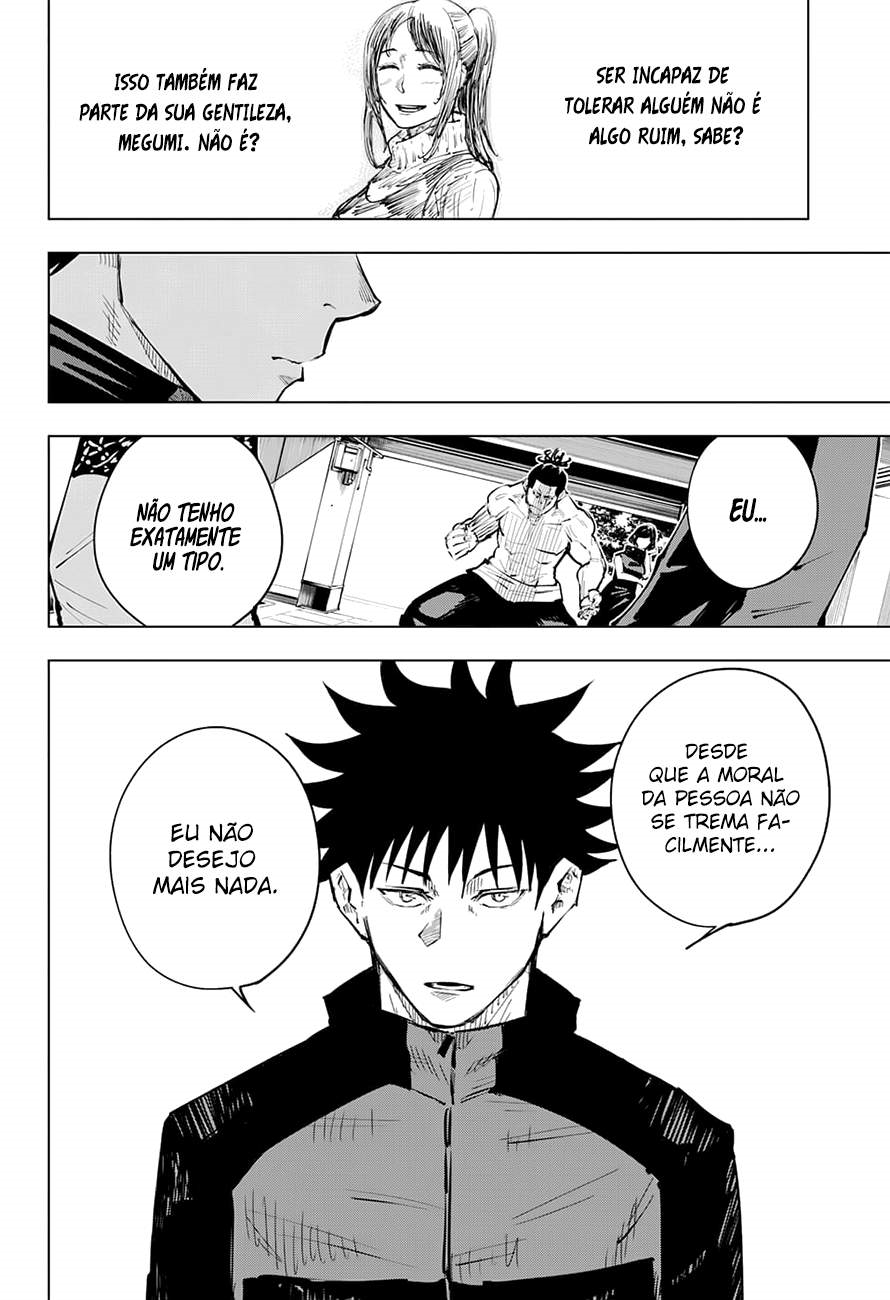 SER INCAPAZ DE
TOLERAR ALGUÉM NÃO É
ALGO RUIM, SABE?
ISSO TAMBÉM FAZ
PARTE DA SUA GENTILEZA,
MEGUMI. NÃO É?
EU...
NÃO TENHO
EXATAMENTE
UM TIPO.
DESDE
QUE A MORAL
DA PESSOA NÃO
SE TREMA FA-
CILMENTE...
EU NÃO
DESEJO
MAIS NADA.